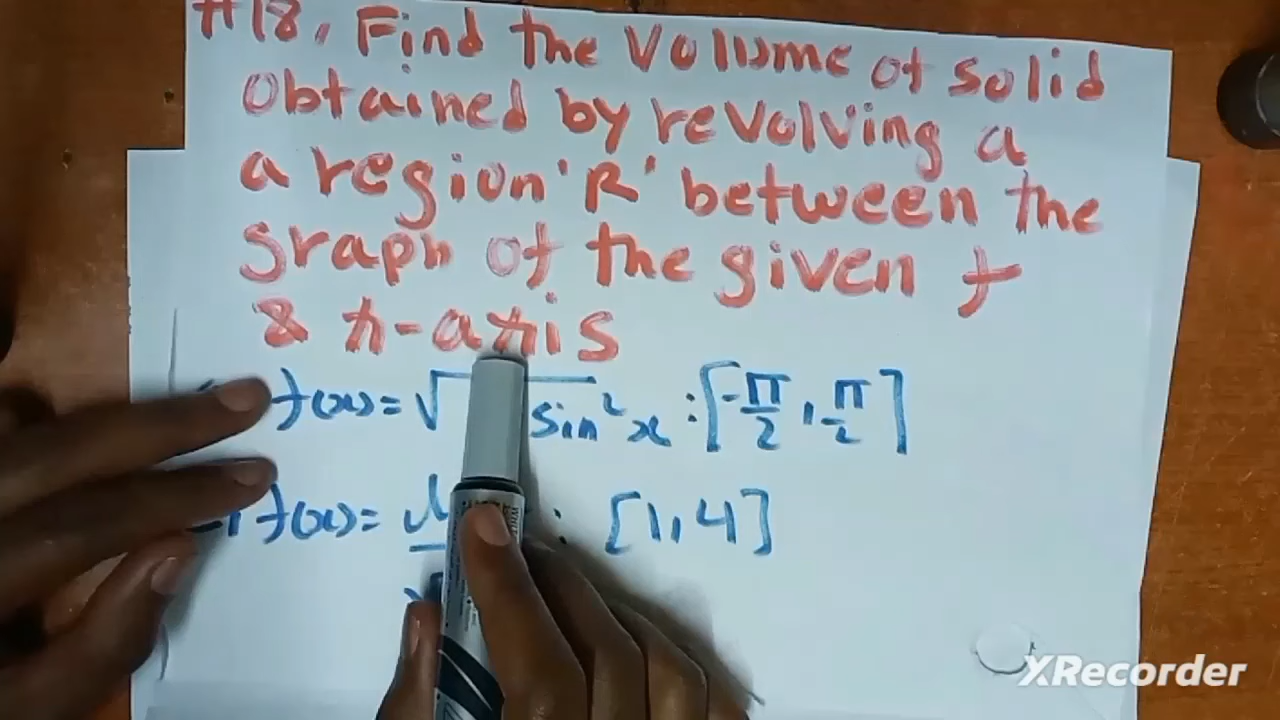 #18, Find the Volume of solid
Obtained by revolving a
a region 'R' between the
graph of the given f
& x-axis
f(x)=√ sin²x : [-π/2, π/2]
f(x)= : [1,4]
XRecorder